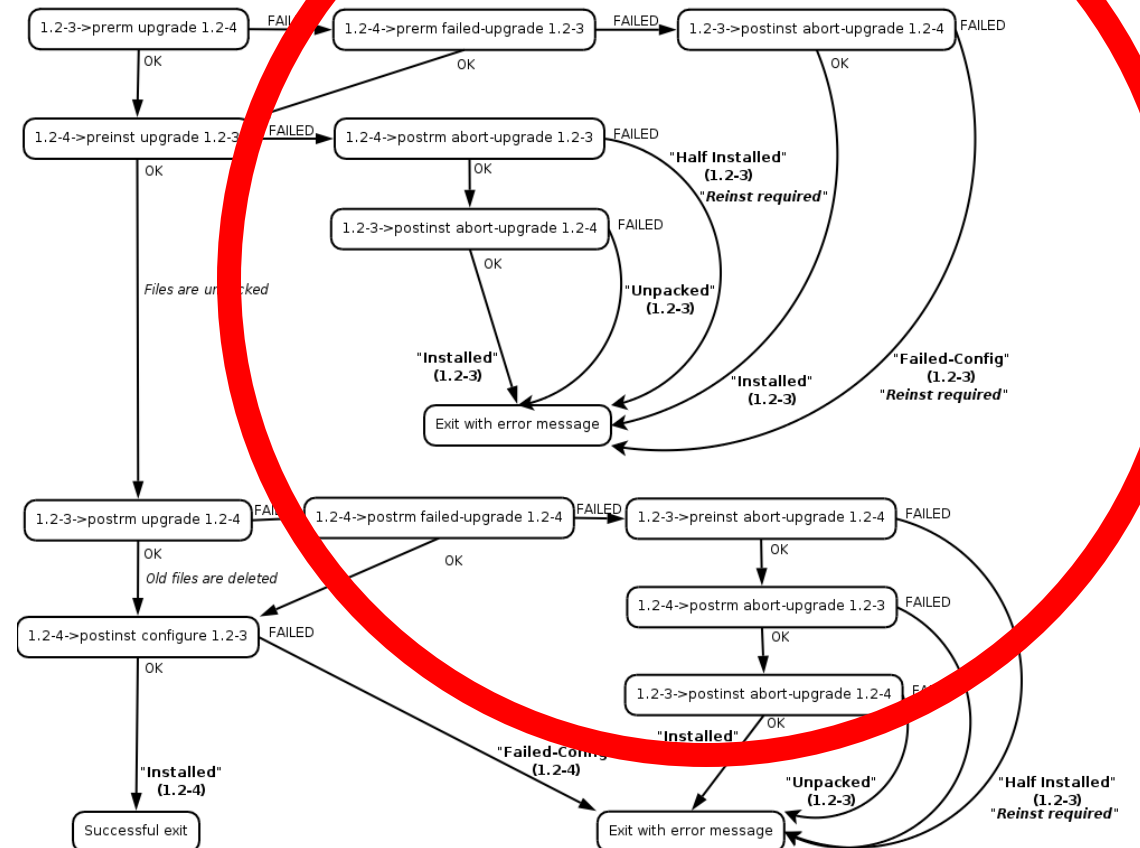 1.2-3->prerm upgrade 1.2-4
1.2-4->prerm failed-upgrade 1.2-3
FAILED
1.2-3->postinst abort-upgrade 1.2-4
FAILED
OK
OK
OK
1.2-4->preinst upgrade 1.2-3
FAILED
1.2-4->postrm abort-upgrade 1.2-3
FAILED
"Half Installed"
(1.2-3)
"Reinst required"
OK
OK
1.2-3->postinst abort-upgrade 1.2-4
FAILED
OK
Files are
"Unpacked"
(1.2-3)
"Installed"
(1.2-3)
"Failed-Config"
(1.2-3)
"Reinst required"
"Installed"
(1.2-3)
Exit with error message
1.2-3->postrm upgrade 1.2-4
1.2-4->postrm failed-upgrade 1.2-4
FAILED
1.2-3->preinst abort-upgrade 1.2-4
FAILED
OK
OK
OK
Old files are deleted
1.2-4->postrm abort-upgrade 1.2-3
FAILED
1.2-4->postinst configure 1.2-3
FAILED
OK
OK
1.2-3->postinst abort-upgrade 1.2-4
OK
"Installed"
(1.2-4)
"Installed"
(1.2-4)
"Unpacked"
(1.2-3)
"Half Installed"
(1.2-3)
"Reinst required"
Successful exit
Exit with error message